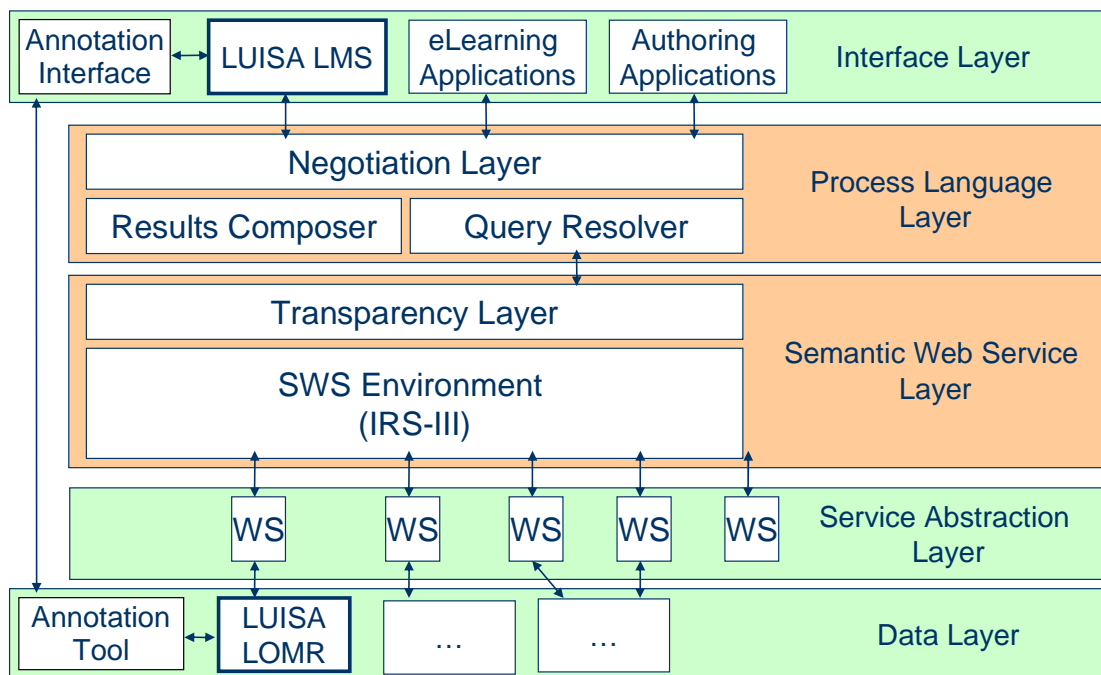 Annotation
Interface
LUISA LMS
eLearning
Applications
Authoring
Applications
Interface Layer
Negotiation Layer
Results Composer
Query Resolver
Process Language
Layer
Transparency Layer
SWS Environment
(IRS-III)
Semantic Web Service
Layer
WS
WS
WS
WS
WS
Service Abstraction
Layer
Annotation
Tool
LUISA
LOMR
…
…
Data Layer